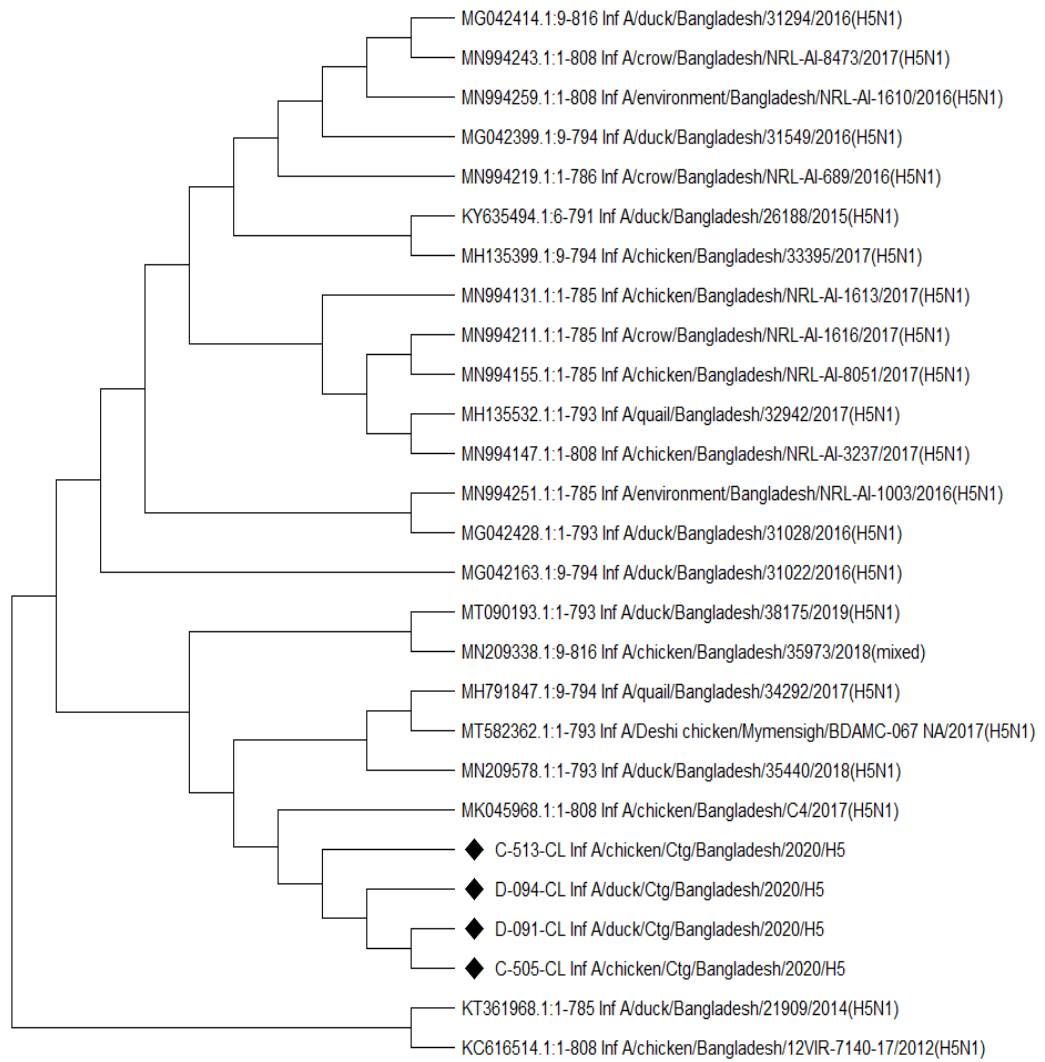 MG042414.1:9-816 Inf A/duck/Bangladesh/31294/2016(H5N1)
MN994243.1:1-808 Inf A/crow/Bangladesh/NRL-AI-8473/2017(H5N1)
MN994259.1:1-808 Inf A/environment/Bangladesh/NRL-AI-1610/2016(H5N1)
MG042399.1:9-794 Inf A/duck/Bangladesh/31549/2016(H5N1)
MN994219.1:1-786 Inf A/crow/Bangladesh/NRL-AI-689/2016(H5N1)
KY635494.1:6-791 Inf A/duck/Bangladesh/26188/2015(H5N1)
MH135399.1:9-794 Inf A/chicken/Bangladesh/33395/2017(H5N1)
MN994131.1:1-785 Inf A/chicken/Bangladesh/NRL-AI-1613/2017(H5N1)
MN994211.1:1-785 Inf A/crow/Bangladesh/NRL-AI-1616/2017(H5N1)
MN994155.1:1-785 Inf A/chicken/Bangladesh/NRL-AI-8051/2017(H5N1)
MH135532.1:1-793 Inf A/quail/Bangladesh/32942/2017(H5N1)
MN994147.1:1-808 Inf A/chicken/Bangladesh/NRL-AI-3237/2017(H5N1)
MN994251.1:1-785 Inf A/environment/Bangladesh/NRL-AI-1003/2016(H5N1)
MG042428.1:1-793 Inf A/duck/Bangladesh/31028/2016(H5N1)
MG042163.1:9-794 Inf A/duck/Bangladesh/31022/2016(H5N1)
MT090193.1:1-793 Inf A/duck/Bangladesh/38175/2019(H5N1)
MN209338.1:9-816 Inf A/chicken/Bangladesh/35973/2018(mixed)
MH791847.1:9-794 Inf A/quail/Bangladesh/34292/2017(H5N1)
MT582362.1:1-793 Inf A/Deshi chicken/Mymensigh/BDAMC-067 NA/2017(H5N1)
MN209578.1:1-793 Inf A/duck/Bangladesh/35440/2018(H5N1)
MK045968.1:1-808 Inf A/chicken/Bangladesh/C4/2017(H5N1)
C-513-CL Inf A/chicken/Ctg/Bangladesh/2020/H5
D-094-CL Inf A/duck/Ctg/Bangladesh/2020/H5
D-091-CL Inf A/duck/Ctg/Bangladesh/2020/H5
C-505-CL Inf A/chicken/Ctg/Bangladesh/2020/H5
KT361968.1:1-785 Inf A/duck/Bangladesh/21909/2014(H5N1)
KC616514.1:1-808 Inf A/chicken/Bangladesh/12VIR-7140-17/2012(H5N1)